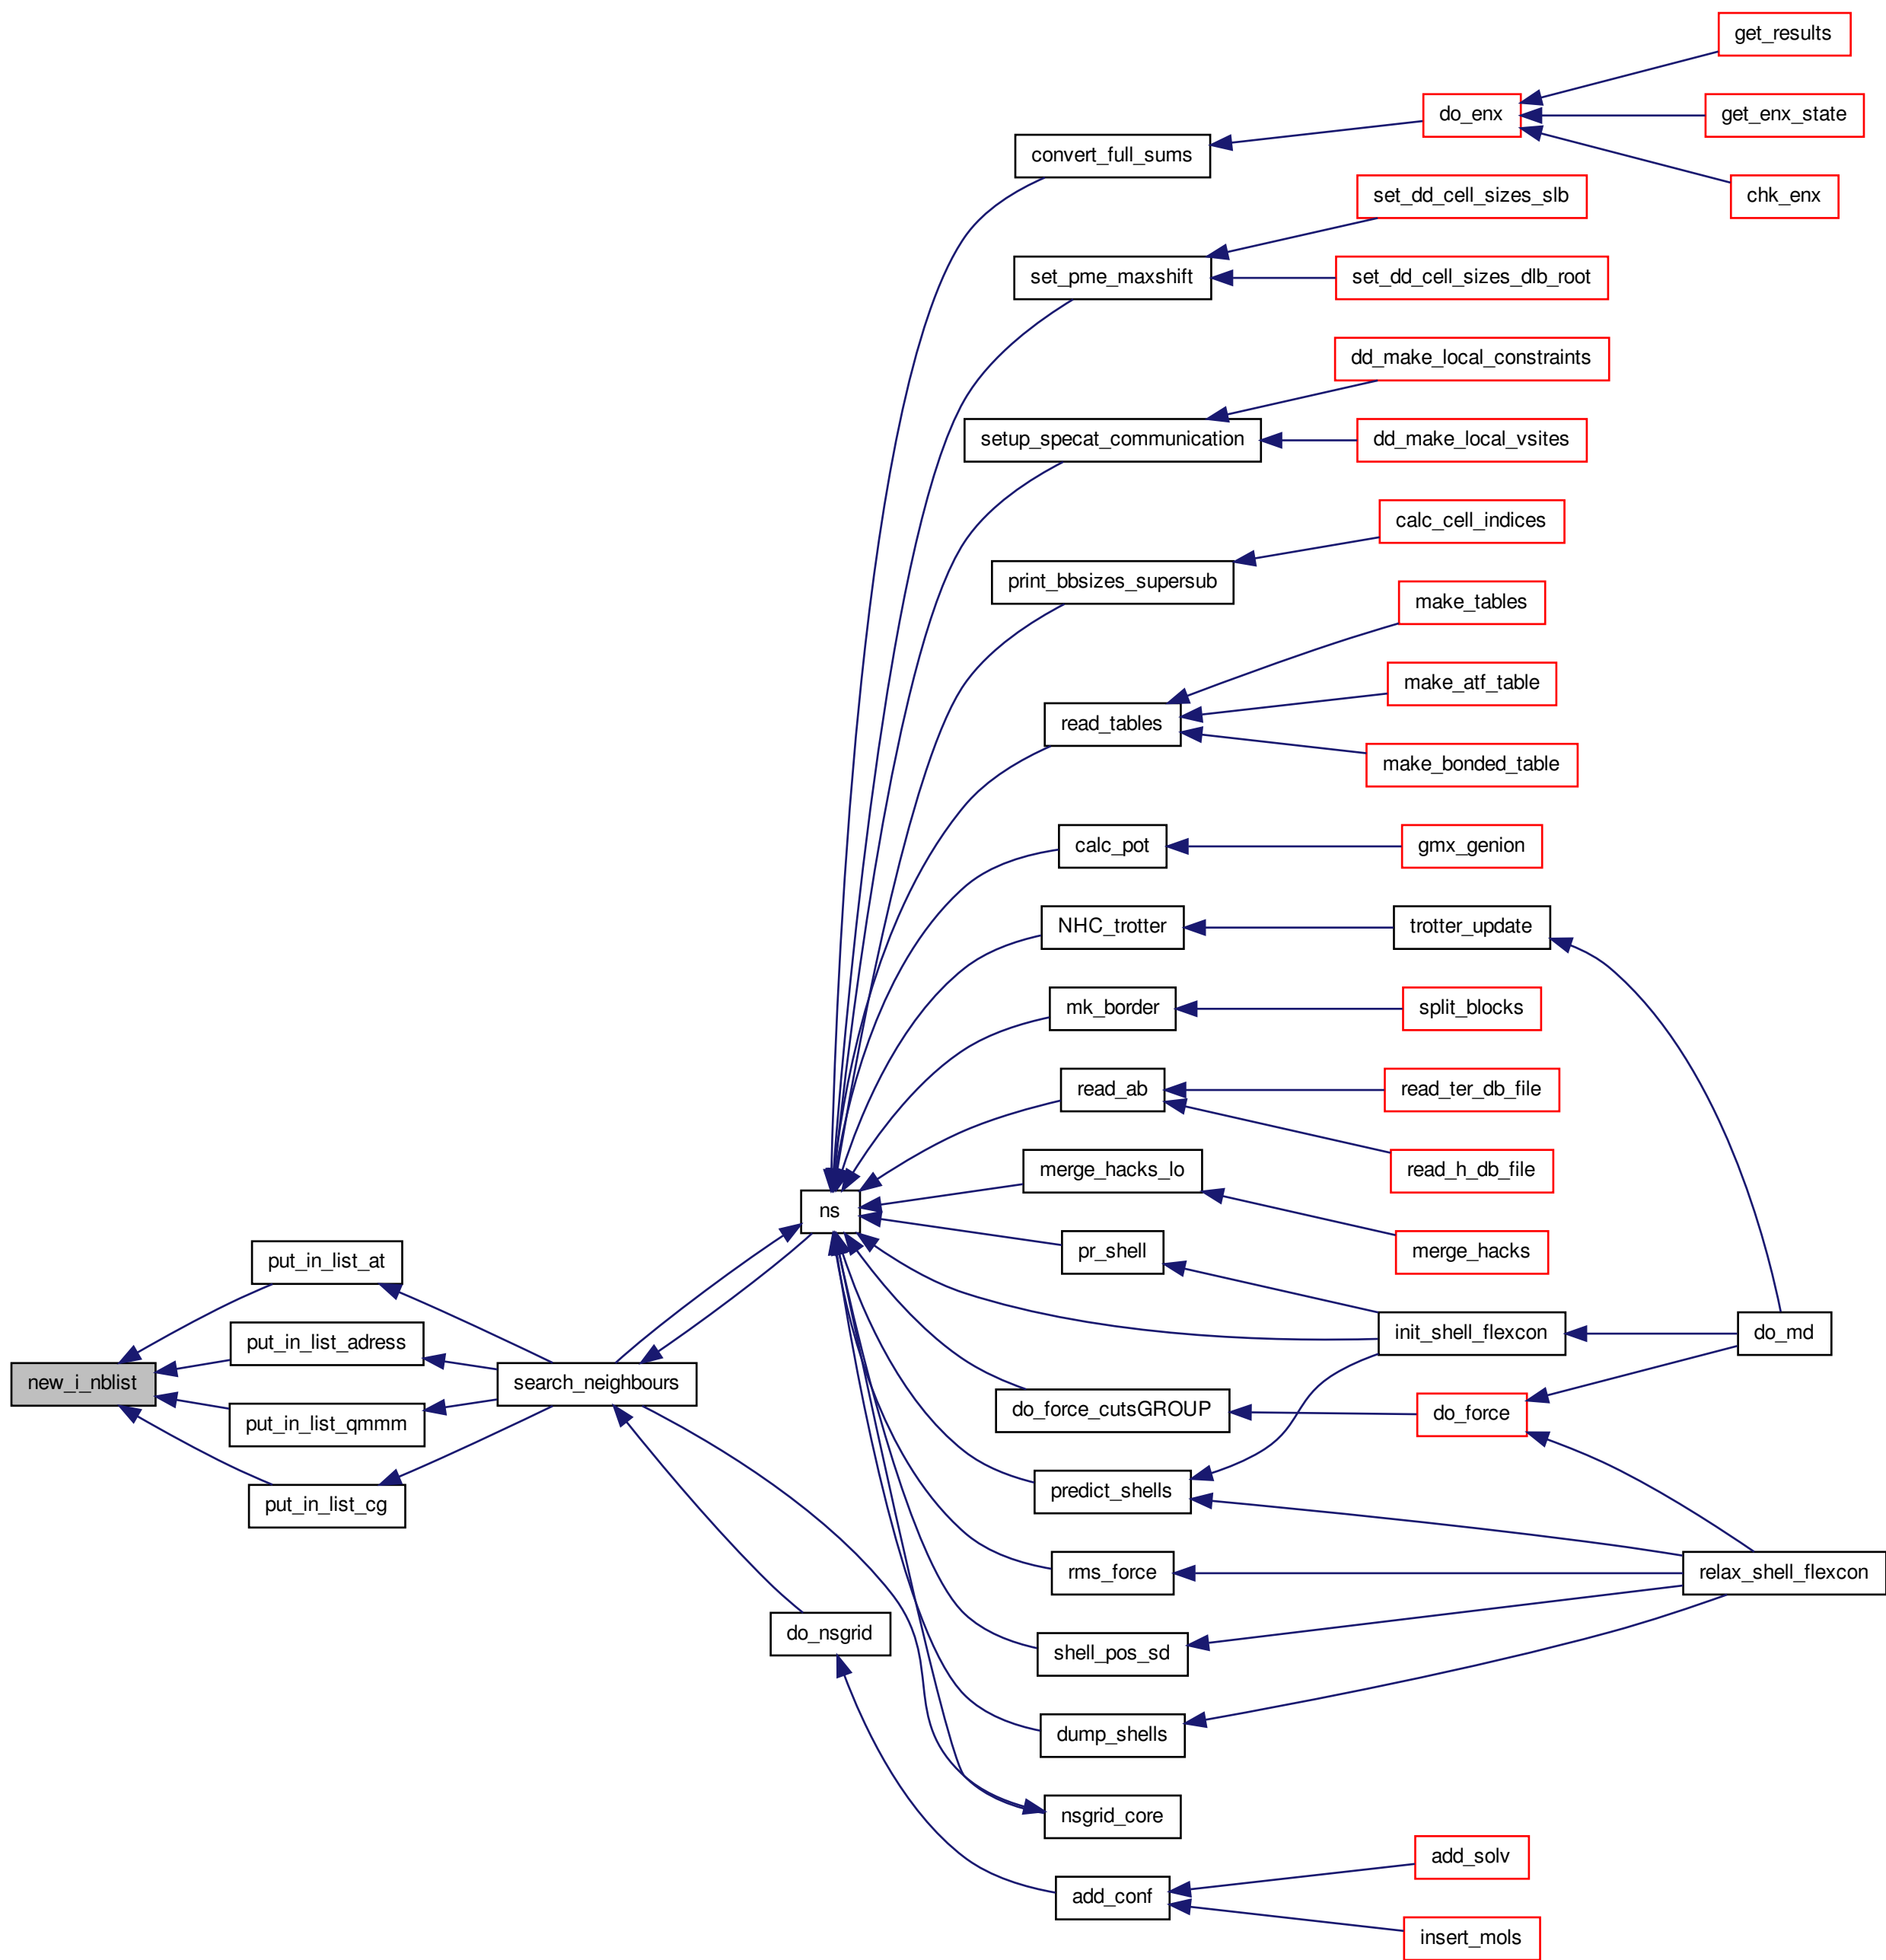 get_results
do_enx
get_enx_state
convert_full_sums
chk_enx
set_dd_cell_sizes_slb
set_pme_maxshift
set_dd_cell_sizes_dlb_root
dd_make_local_constraints
setup_specat_communication
dd_make_local_vsites
calc_cell_indices
print_bbsizes_supersub
make_tables
make_atf_table
read_tables
make_bonded_table
calc_pot
gmx_genion
NHC_trotter
trotter_update
mk_border
split_blocks
read_ab
read_ter_db_file
merge_hacks_lo
read_h_db_file
ns
pr_shell
merge_hacks
put_in_list_at
init_shell_flexcon
do_md
put_in_list_adress
new_i_nblist
search_neighbours
do_force_cutsGROUP
do_force
put_in_list_qmmm
predict_shells
put_in_list_cg
rms_force
relax_shell_flexcon
do_nsgrid
shell_pos_sd
dump_shells
nsgrid_core
add_solv
add_conf
insert_mols